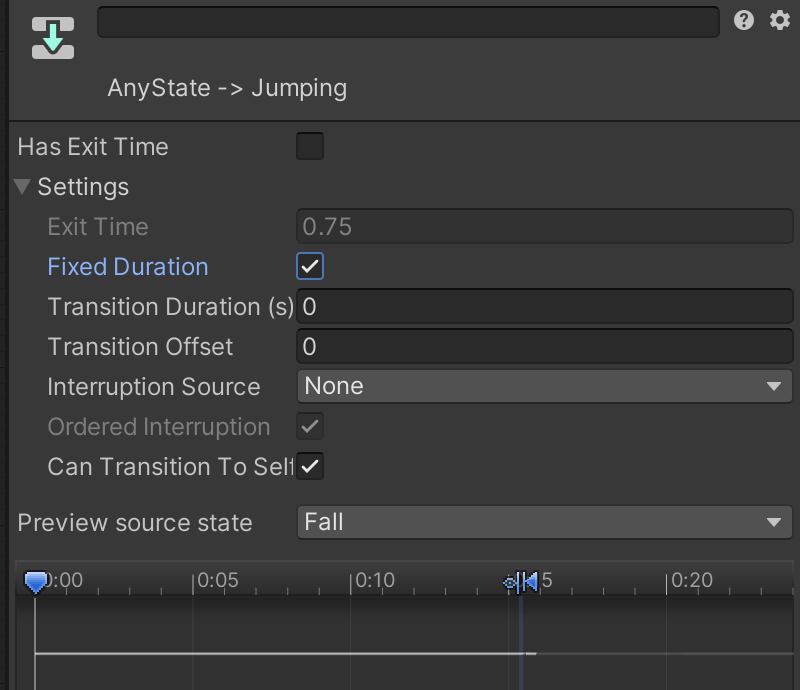 AnyState -> Jumping
Has Exit Time
Settings
Exit Time 0.75
Fixed Duration
Transition Duration (s) 0
Transition Offset 0
Interruption Source None
Ordered Interruption
Can Transition To Self
Preview source state Fall
0:00 0:05 0:10 5 0:20